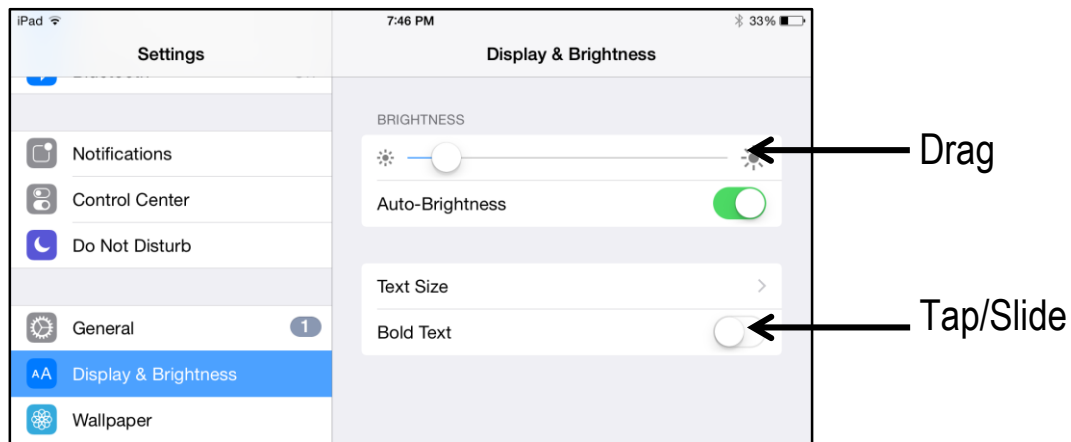 iPad 7:46 PM 33%
Settings
Display & Brightness
Notifications
Control Center
Do Not Disturb
General 1
AA Display & Brightness
Wallpaper
BRIGHTNESS
Drag
Auto-Brightness
Text Size
Bold Text
Tap/Slide